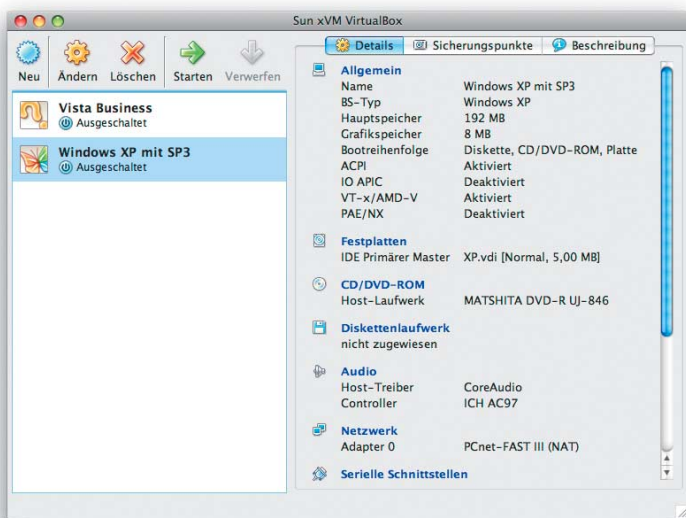 Sun xVM VirtualBox
Neu Ändern Löschen Starten Verwerfen
Details Sicherungspunkte Beschreibung
Vista Business
Ausgeschaltet
Windows XP mit SP3
Ausgeschaltet
Allgemein
Name Windows XP mit SP3
BS-Typ Windows XP
Hauptspeicher 192 MB
Grafikspeicher 8 MB
Bootreihenfolge Diskette, CD/DVD-ROM, Platte
ACPI Aktiviert
IO APIC Deaktiviert
VT-x/AMD-V Aktiviert
PAE/NX Deaktiviert
Festplatten
IDE Primärer Master XP.vdi [Normal, 5,00 MB]
CD/DVD-ROM
Host-Laufwerk MATSHITA DVD-R UJ-846
Diskettenlaufwerk
nicht zugewiesen
Audio
Host-Treiber CoreAudio
Controller ICH AC97
Netzwerk
Adapter 0 PCnet-FAST III (NAT)
Serielle Schnittstellen